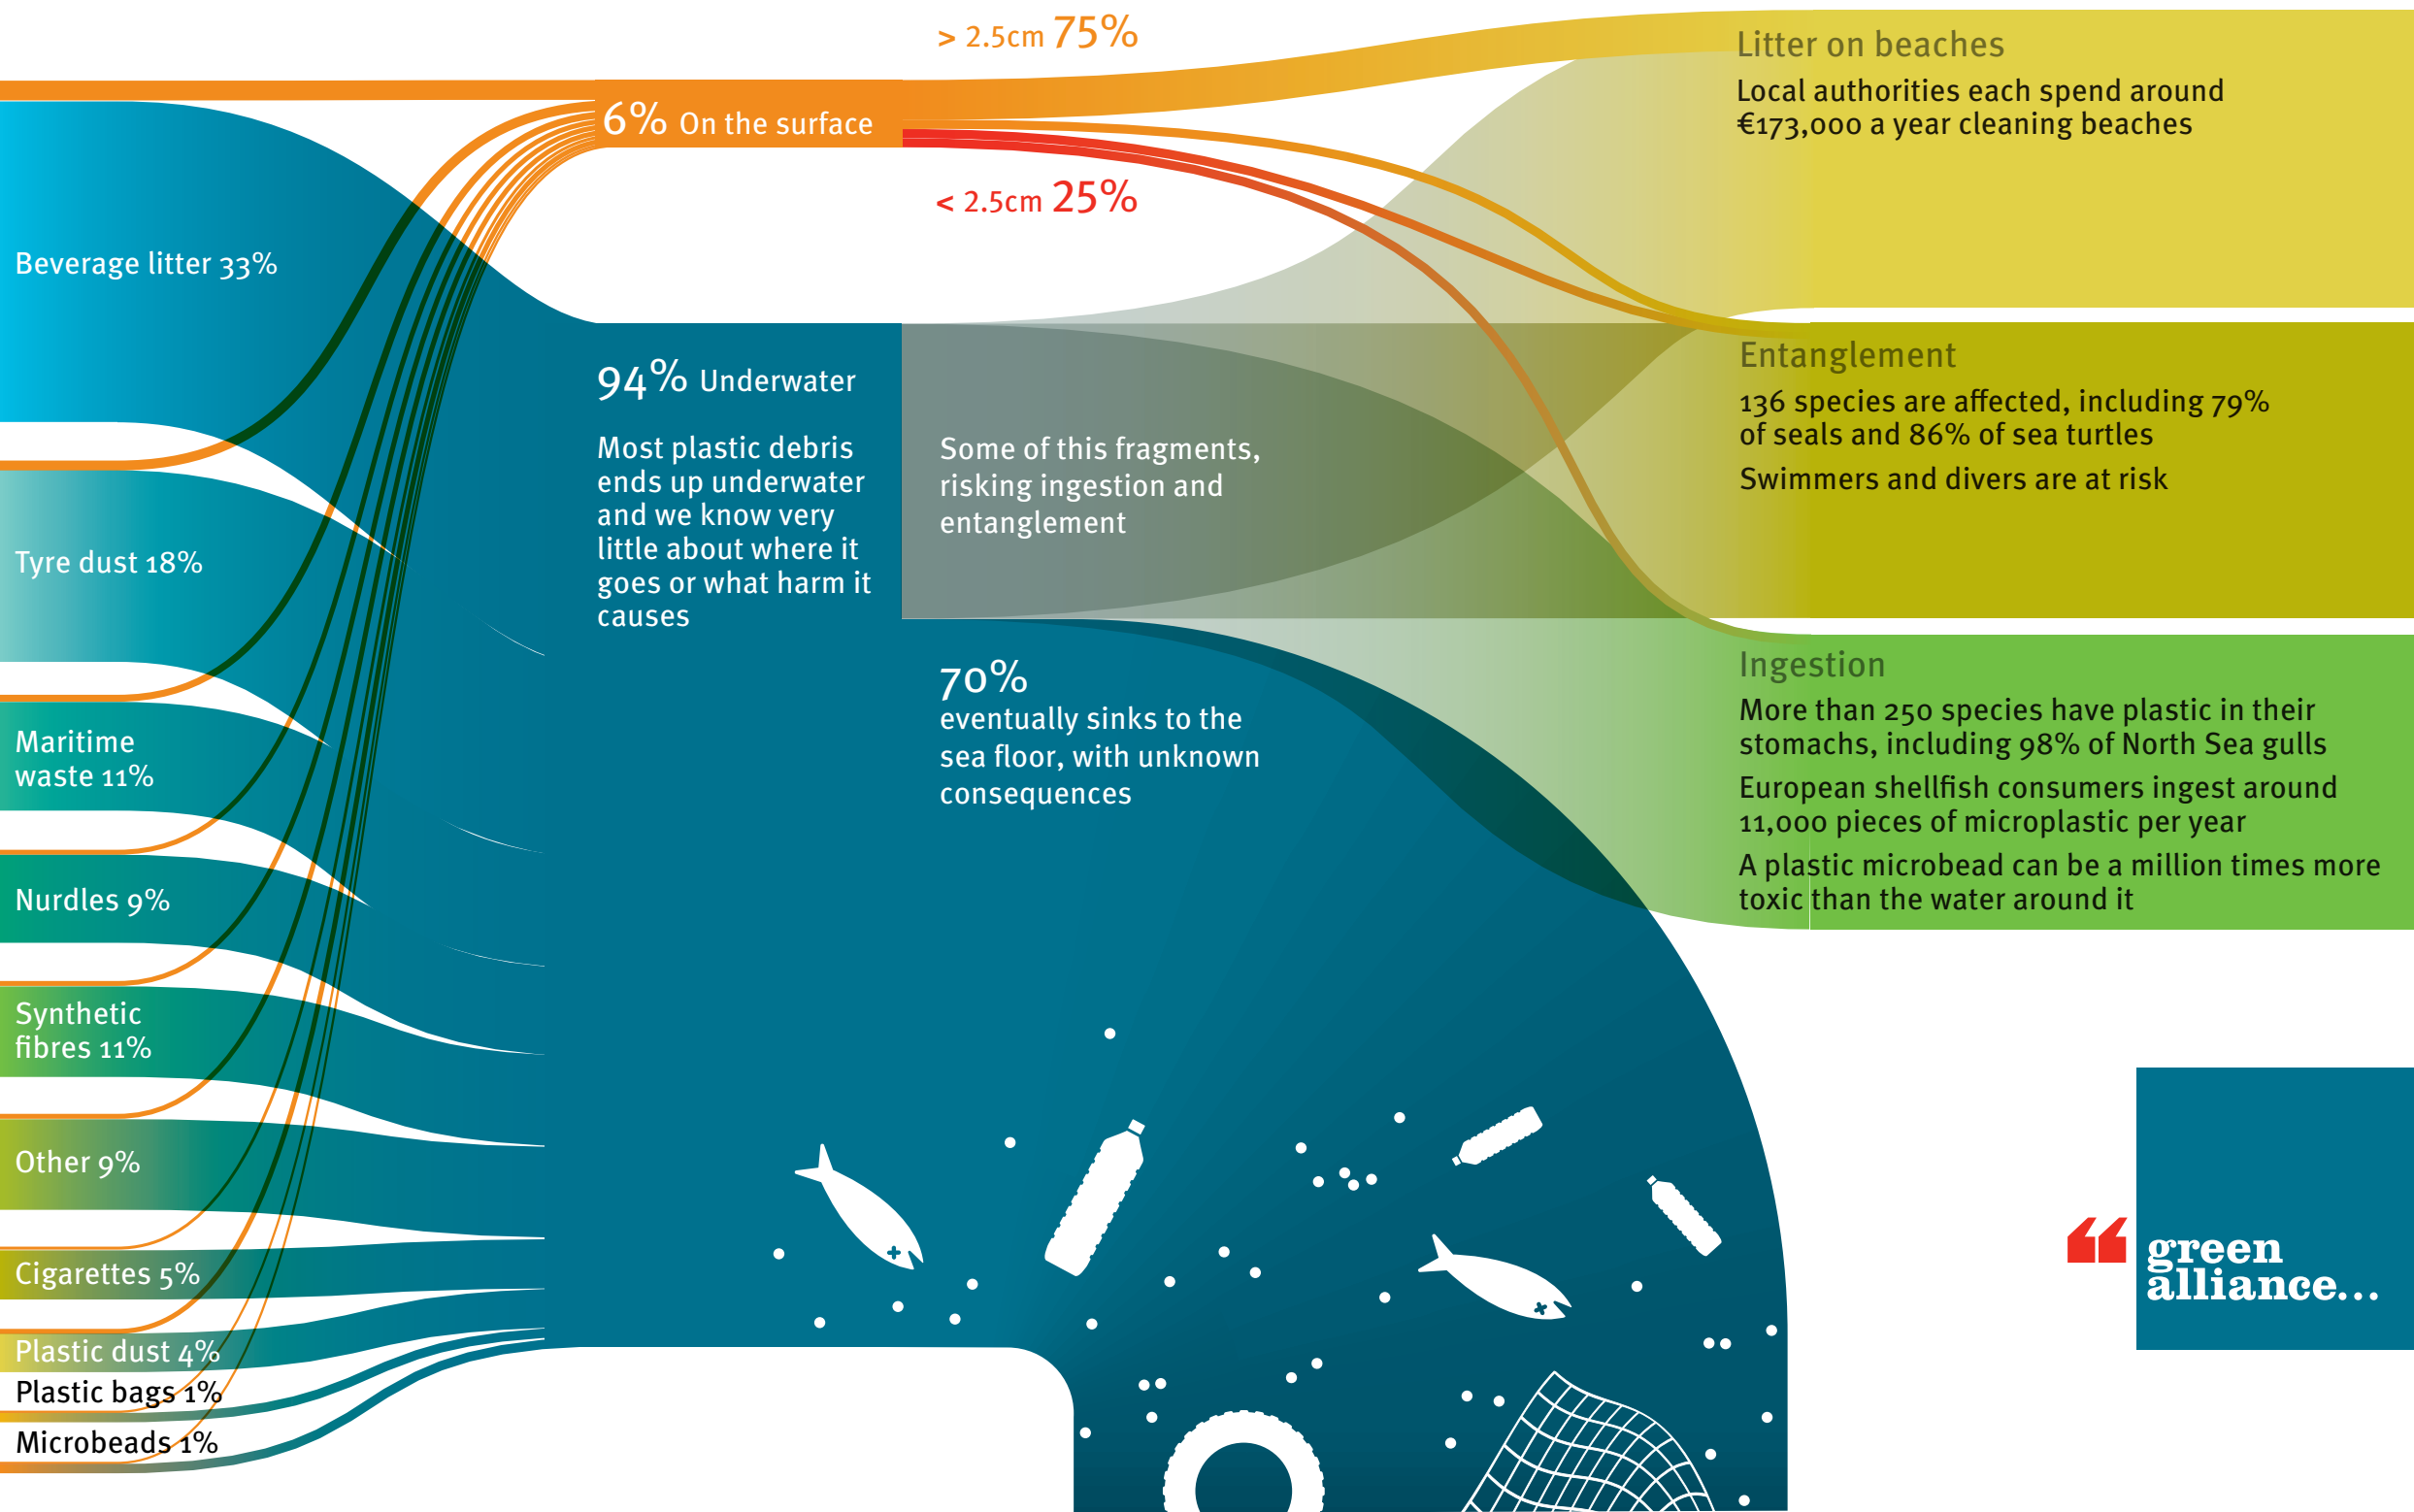 Beverage litter 33%
Tyre dust 18%
Maritime
waste 11%
Nurdles 9%
Synthetic
fibres 11%
Other 9%
Cigarettes 5%
Plastic dust 4%
Plastic bags 1%
Microbeads 1%
6% On the surface
94% Underwater
Most plastic debris
ends up underwater
and we know very
little about where it
goes or what harm it
causes
> 2.5cm 75%
< 2.5cm 25%
Some of this fragments,
risking ingestion and
entanglement
70%
eventually sinks to the
sea floor, with unknown
consequences
Litter on beaches
Local authorities each spend around
€173,000 a year cleaning beaches
Entanglement
136 species are affected, including 79%
of seals and 86% of sea turtles
Swimmers and divers are at risk
Ingestion
More than 250 species have plastic in their
stomachs, including 98% of North Sea gulls
European shellfish consumers ingest around
11,000 pieces of microplastic per year
A plastic microbead can be a million times more
toxic than the water around it
“green
alliance...